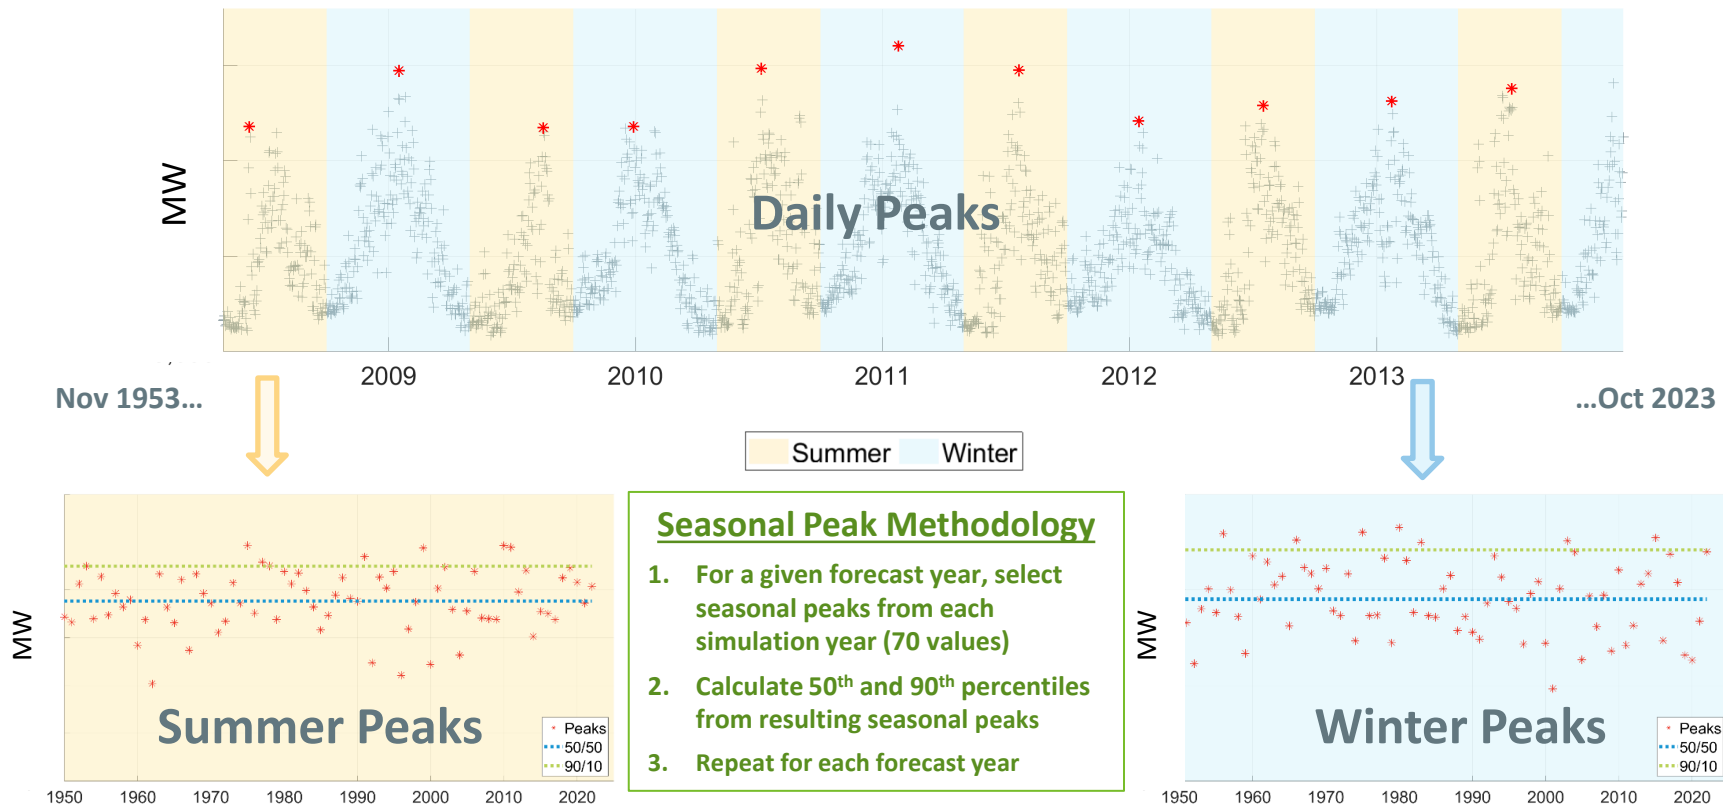 MW
Daily Peaks
2009
2010
2011
2012
2013
Nov 1953...
...Oct 2023
Summer
Winter
MW
Summer Peaks
Peaks
50/50
90/10
1950
1960
1970
1980
1990
2000
2010
2020
Seasonal Peak Methodology
1. For a given forecast year, select
seasonal peaks from each
simulation year (70 values)
2. Calculate 50th and 90th percentiles
from resulting seasonal peaks
3. Repeat for each forecast year
MW
Winter Peaks
Peaks
50/50
90/10
1950
1960
1970
1980
1990
2000
2010
2020